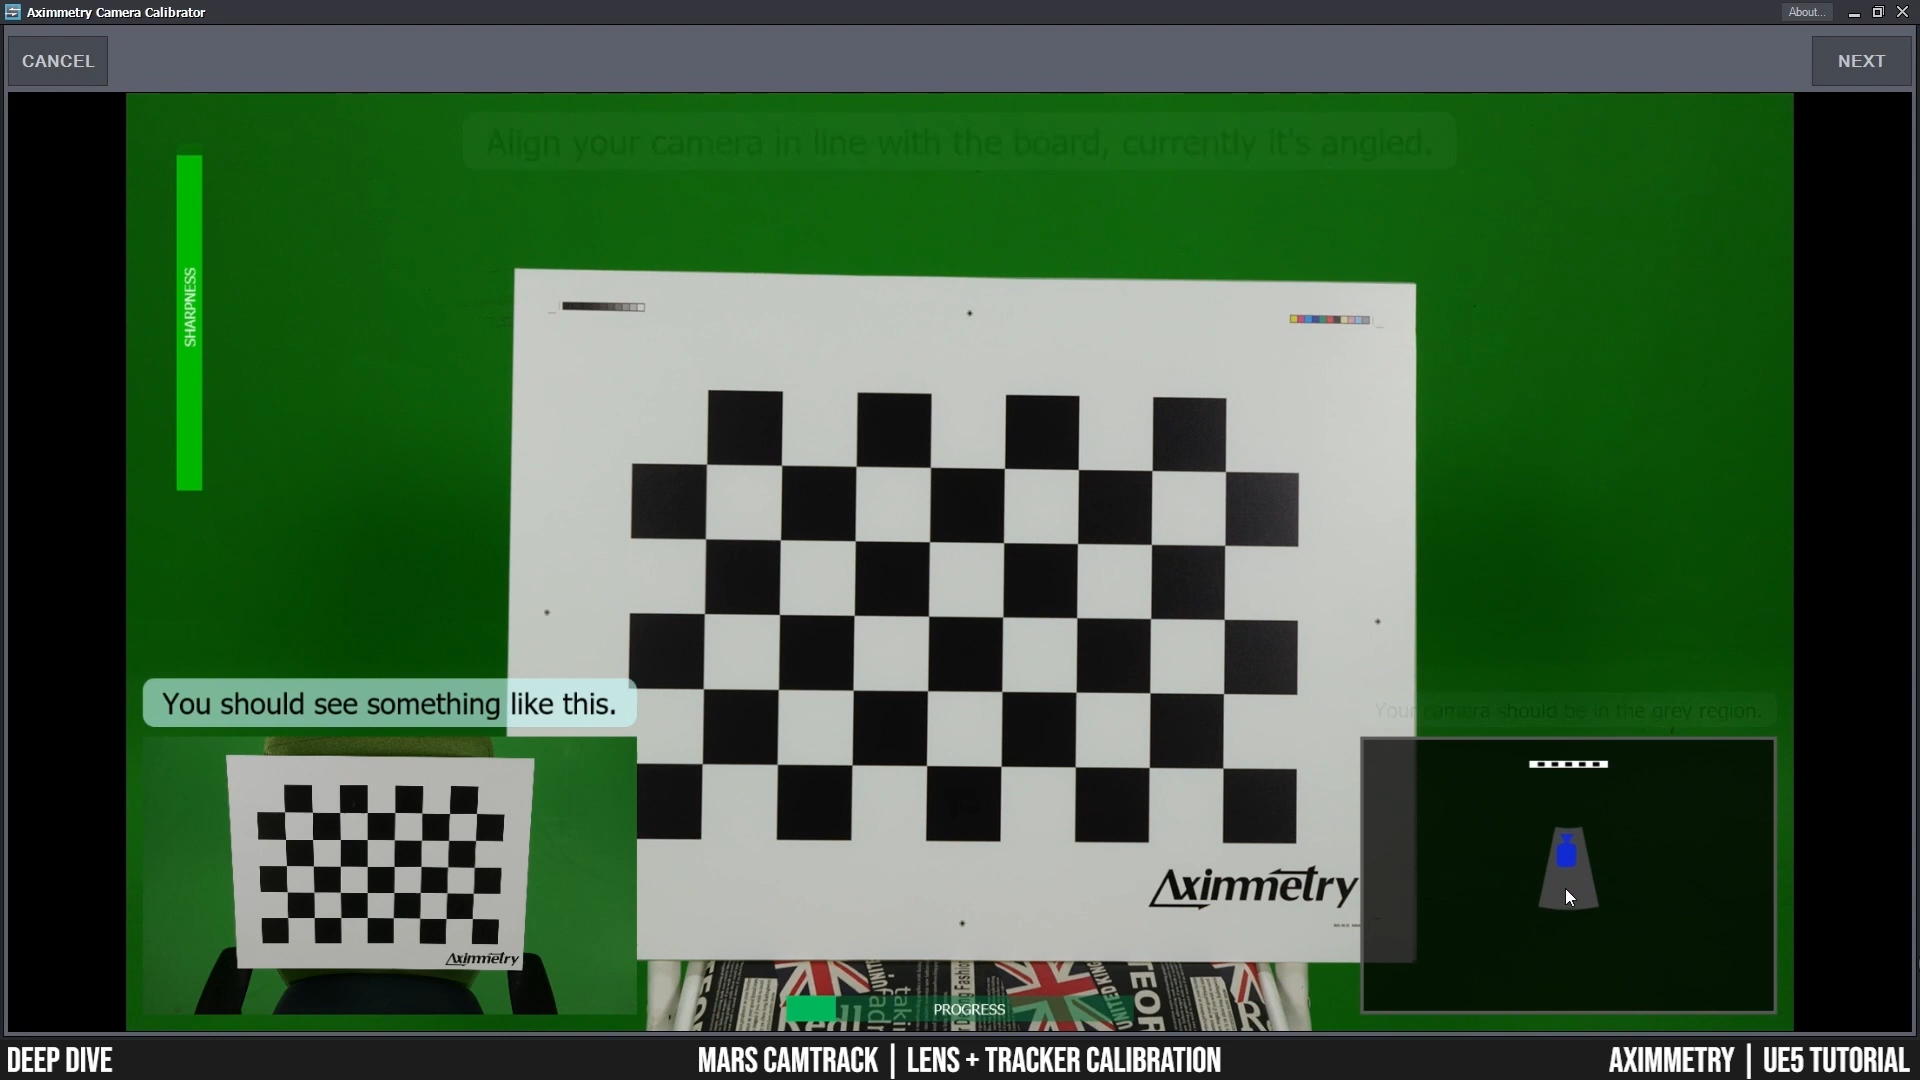 Aximmetry Camera Calibrator
About...
CANCEL
NEXT
Align your camera in line with the board, currently it's angled.
SHARPNESS
You should see something like this.
Your camera should be in the grey region.
Aximmetry
Aximmetry
PROGRESS
DEEP DIVE
MARS CAMTRACK | LENS + TRACKER CALIBRATION
AXIMMETRY | UE5 TUTORIAL